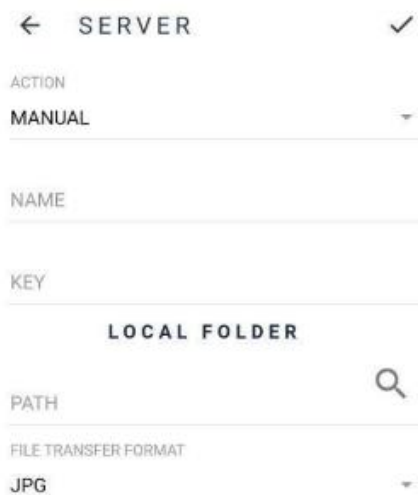 SERVER
ACTION
MANUAL
NAME
KEY
LOCAL FOLDER
PATH
FILE TRANSFER FORMAT
JPG